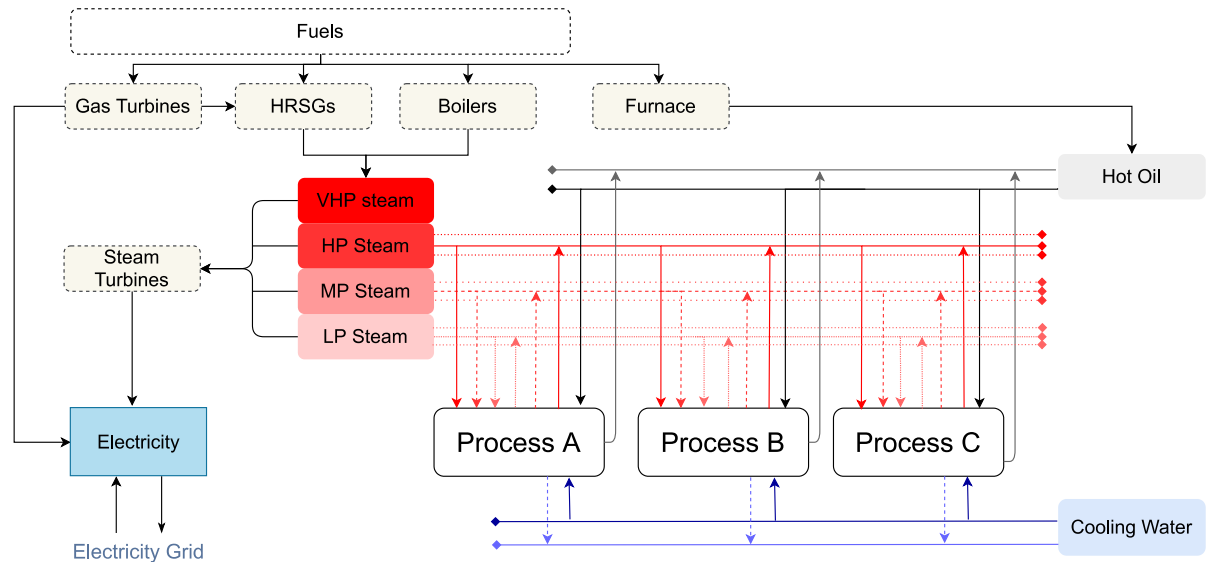 Fuels
Gas Turbines
HRSGs
Boilers
Furnace
Hot Oil
VHP steam
HP Steam
Steam
Turbines
MP Steam
LP Steam
Electricity
Process A
Process B
Process C
Cooling Water
Electricity Grid